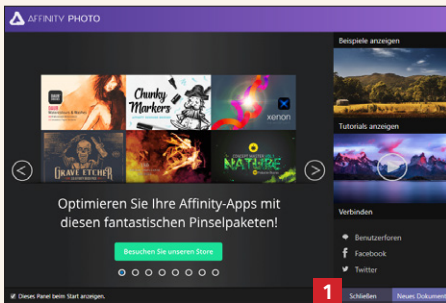 AFFINITY PHOTO
Beispiele anzeigen
Chunky
Markers
xenon
Tutorials anzeigen
GRAVE ETCHER
NATURE
Optimieren Sie Ihre Affinity-Apps mit
diesen fantastischen Pinselpaketen!
Verbinden
Benutzerforen
Besuchen Sie unseren Store
Facebook
Twitter
Dieses Panel beim Start anzeigen.
1
Schließen
Neues Dokument